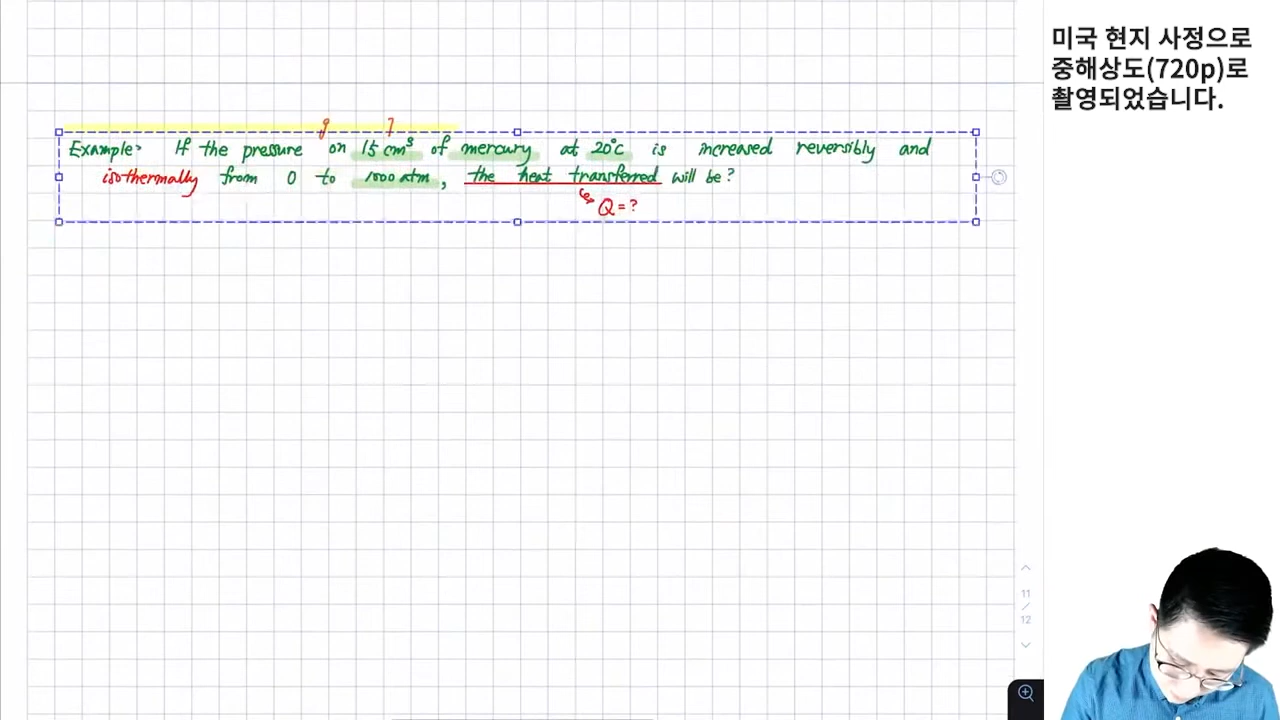 미국 현지 사정으로
중해상도(720p)로
촬영되었습니다.
Example> If the pressure on 15 cm³ of mercury at 20°C is increased reversibly and
isothermally from 0 to 1000 atm, the heat transferred will be?
↳ Q = ?
11
/
12